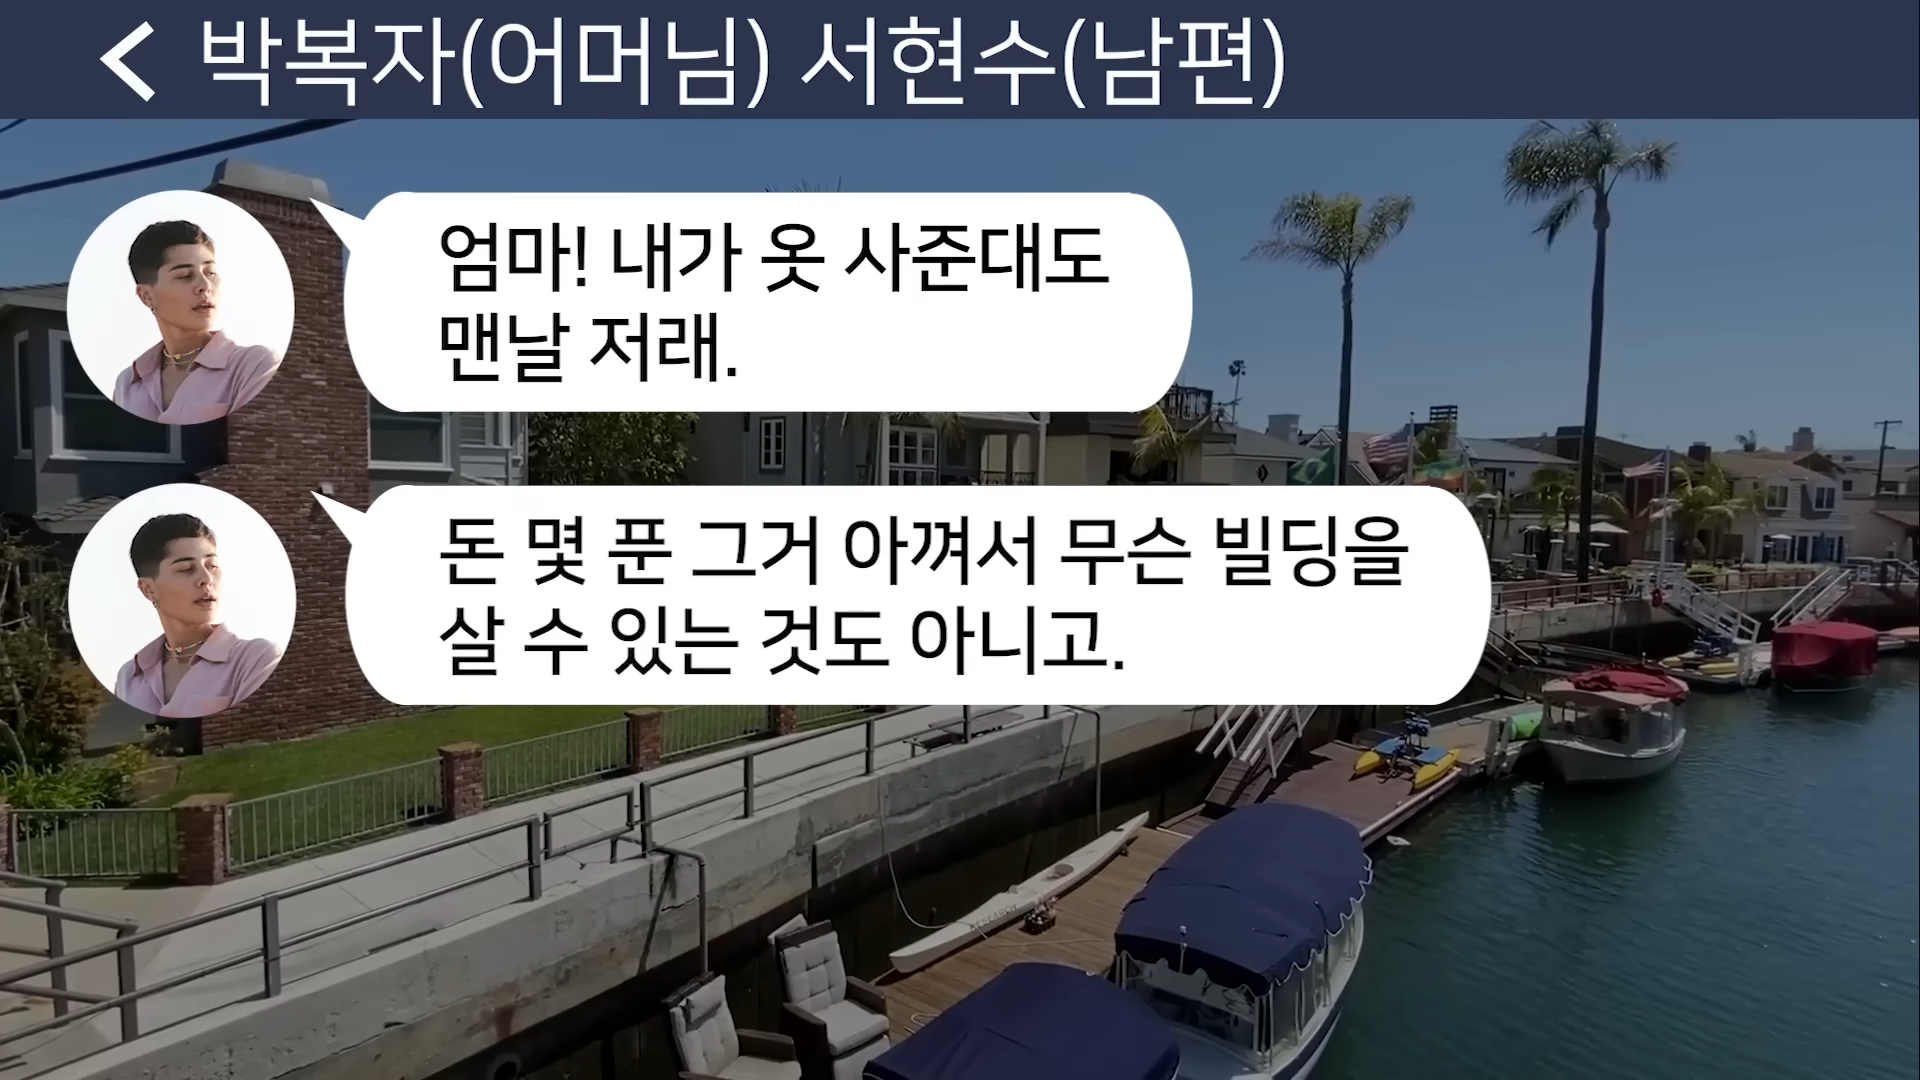 박복자(어머님) 서현수(남편)
엄마! 내가 옷 사준대도
맨날 저래.
돈 몇 푼 그거 아껴서 무슨 빌딩을
살 수 있는 것도 아니고.
RESEARCH